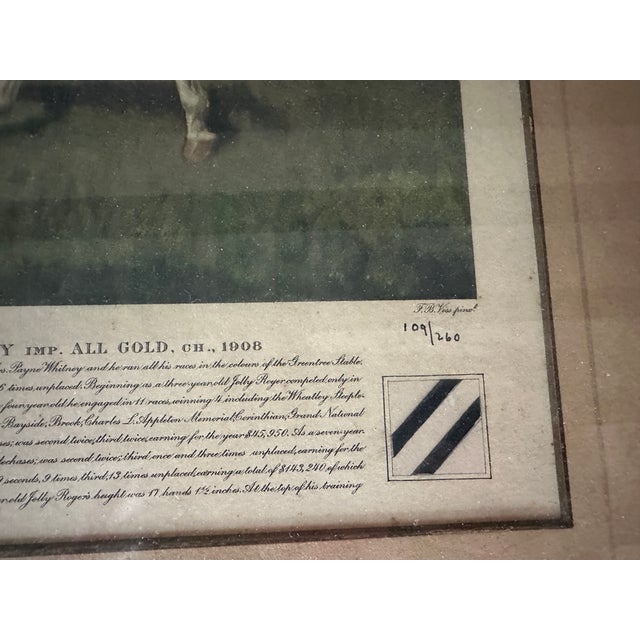 F.B. Voss pinxt
109/260
Y IMP. ALL GOLD, CH., 1908
s. Payne Whitney and he ran all his races in the colours of the Greentree Stable,
6 times unplaced. Beginning as a three year old Jolly Roger competed only in
four year old he engaged in 11 races, winning 4, including the Wheatley Steeple-
Bayside, Brook, Charles L. Appleton Memorial, Corinthian, Grand National
es; was second twice, third twice, earning for the year $45,950. As a seven-year
lechases; was second twice; third once and three times unplaced, earning for the
9 seconds, 9 times third, 13 times unplaced, earning a total of $143,240 of which
r old Jolly Roger's height was 17 hands 1½ inches. At the top of his training